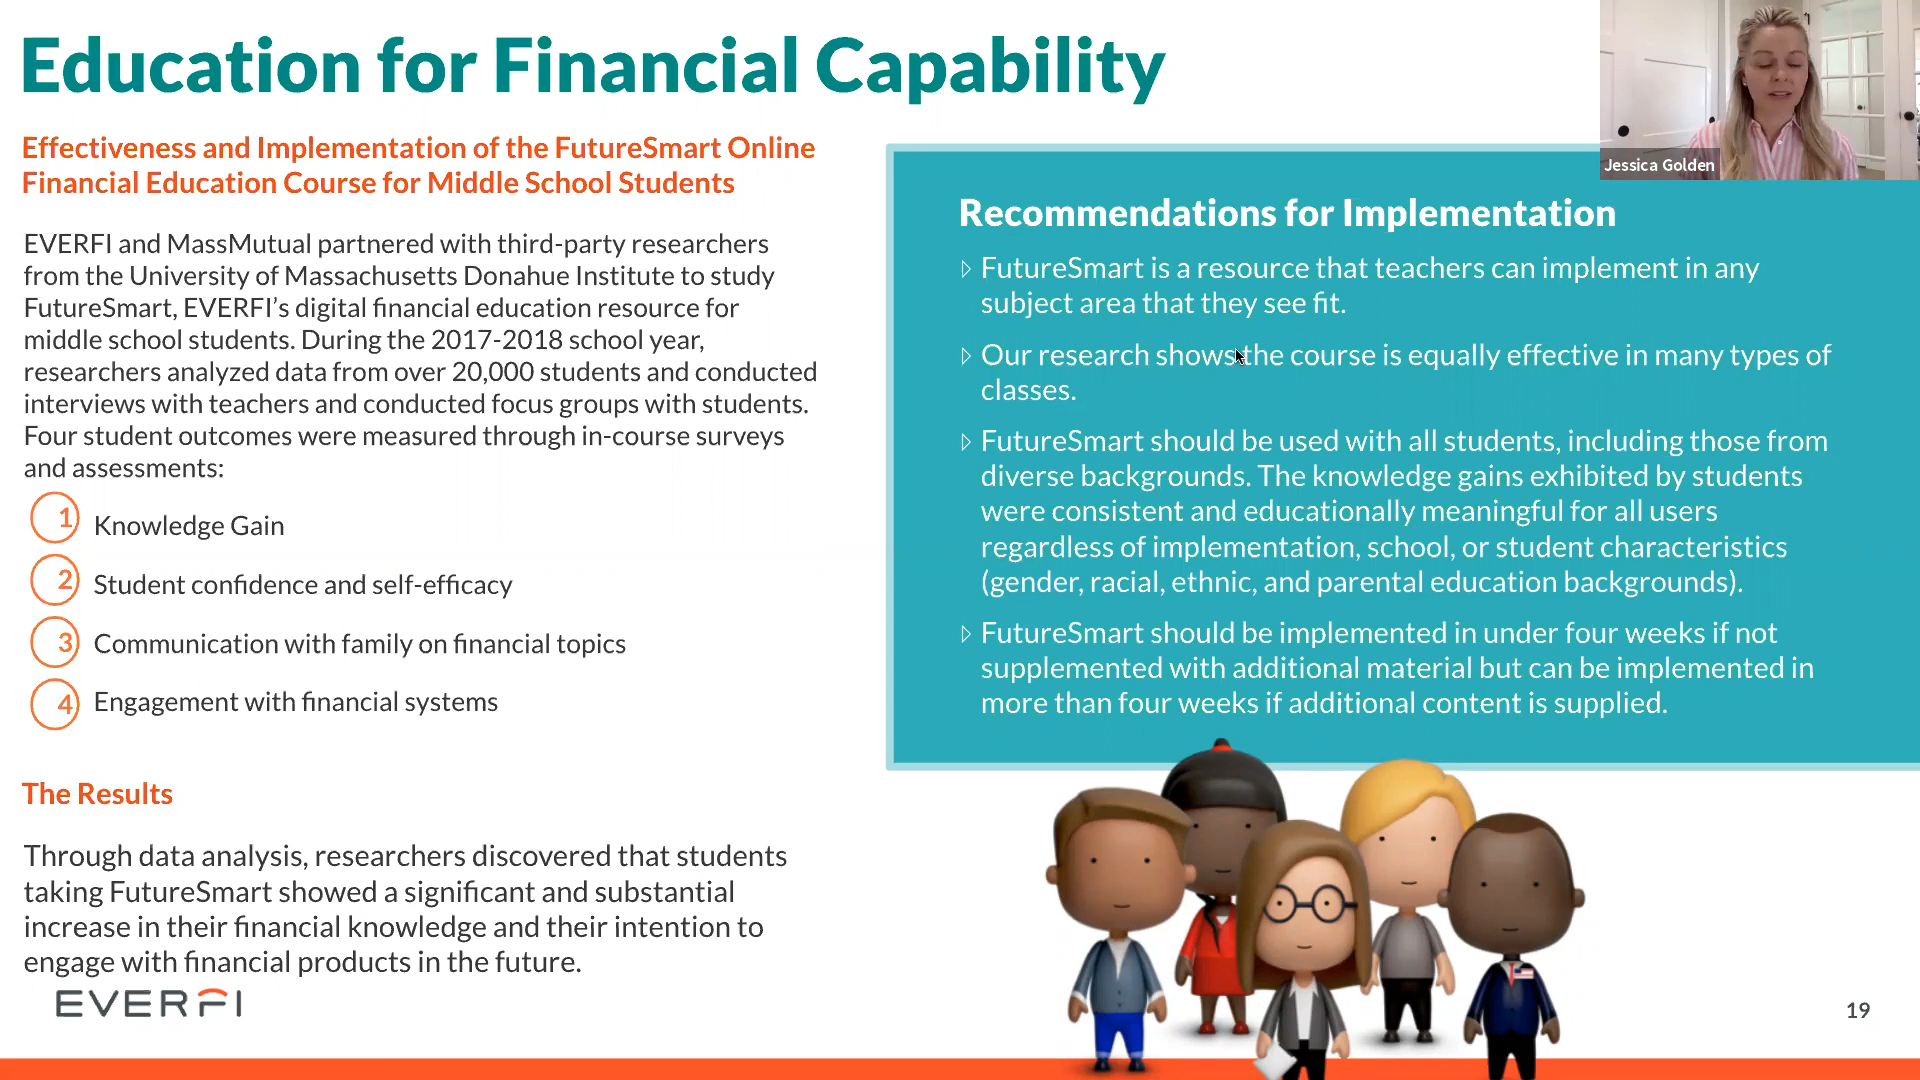 Education for Financial Capability
Effectiveness and Implementation of the FutureSmart Online
Financial Education Course for Middle School Students
EVERFI and MassMutual partnered with third-party researchers
from the University of Massachusetts Donahue Institute to study
FutureSmart, EVERFI’s digital financial education resource for
middle school students. During the 2017-2018 school year,
researchers analyzed data from over 20,000 students and conducted
interviews with teachers and conducted focus groups with students.
Four student outcomes were measured through in-course surveys
and assessments:
1 Knowledge Gain
2 Student confidence and self-efficacy
3 Communication with family on financial topics
4 Engagement with financial systems
The Results
Through data analysis, researchers discovered that students
taking FutureSmart showed a significant and substantial
increase in their financial knowledge and their intention to
engage with financial products in the future.
EVERFI
Jessica Golden
Recommendations for Implementation
▹ FutureSmart is a resource that teachers can implement in any
subject area that they see fit.
▹ Our research shows the course is equally effective in many types of
classes.
▹ FutureSmart should be used with all students, including those from
diverse backgrounds. The knowledge gains exhibited by students
were consistent and educationally meaningful for all users
regardless of implementation, school, or student characteristics
(gender, racial, ethnic, and parental education backgrounds).
▹ FutureSmart should be implemented in under four weeks if not
supplemented with additional material but can be implemented in
more than four weeks if additional content is supplied.
19